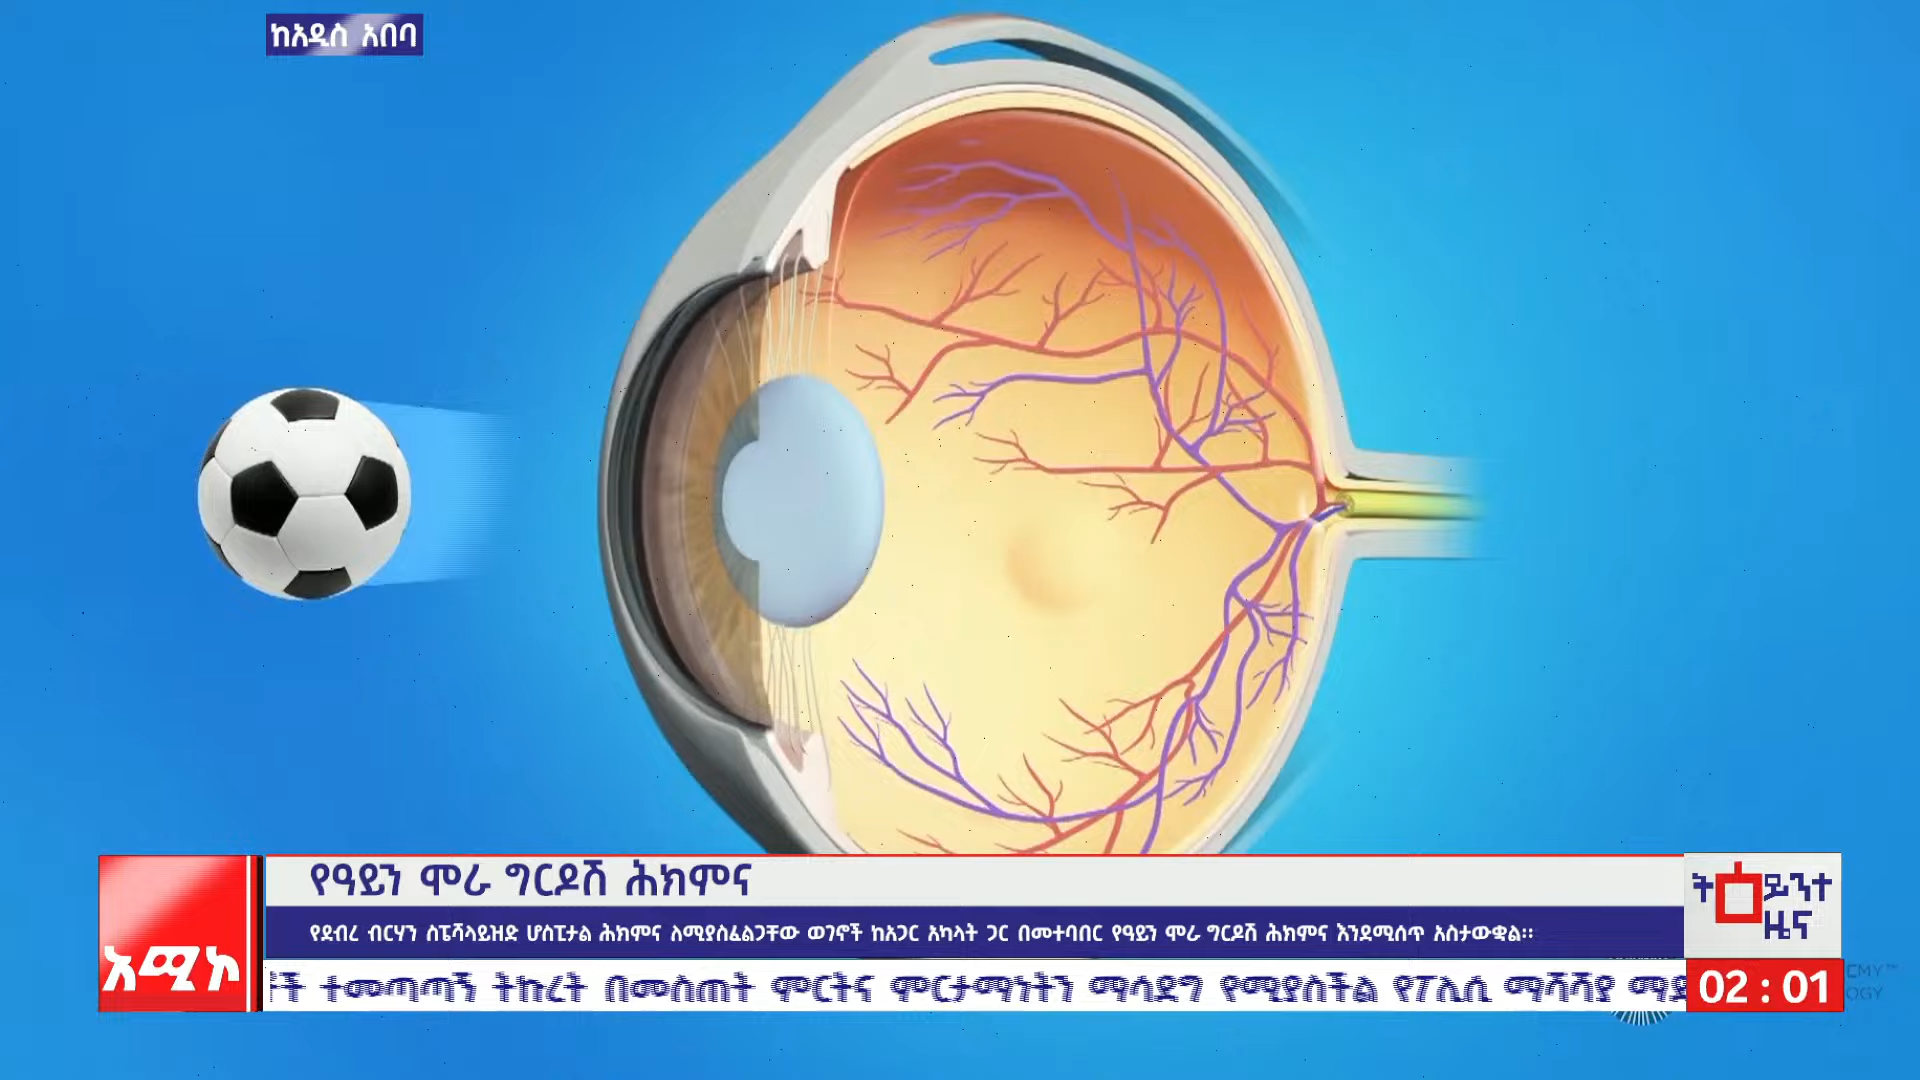 ከአዲስ አበባ
የዓይን ሞራ ግርዶሽ ሕክምና
የደብረ ብርሃን ስፔሻላይዝድ ሆስፒታል ሕክምና ለሚያስፈልጋቸው ወገኖች ከአጋር አካላት ጋር በመተባበር የዓይን ሞራ ግርዶሽ ሕክምና እንደሚሰጥ አስታውቋል።
አሚኮ
ዜና
ተመጣጣኝ ትኩረት በመስጠት ምርትና ምርታማነትን ማሳደግ የሚያስችል የፖሊሲ ማሻሻያ
02 : 01